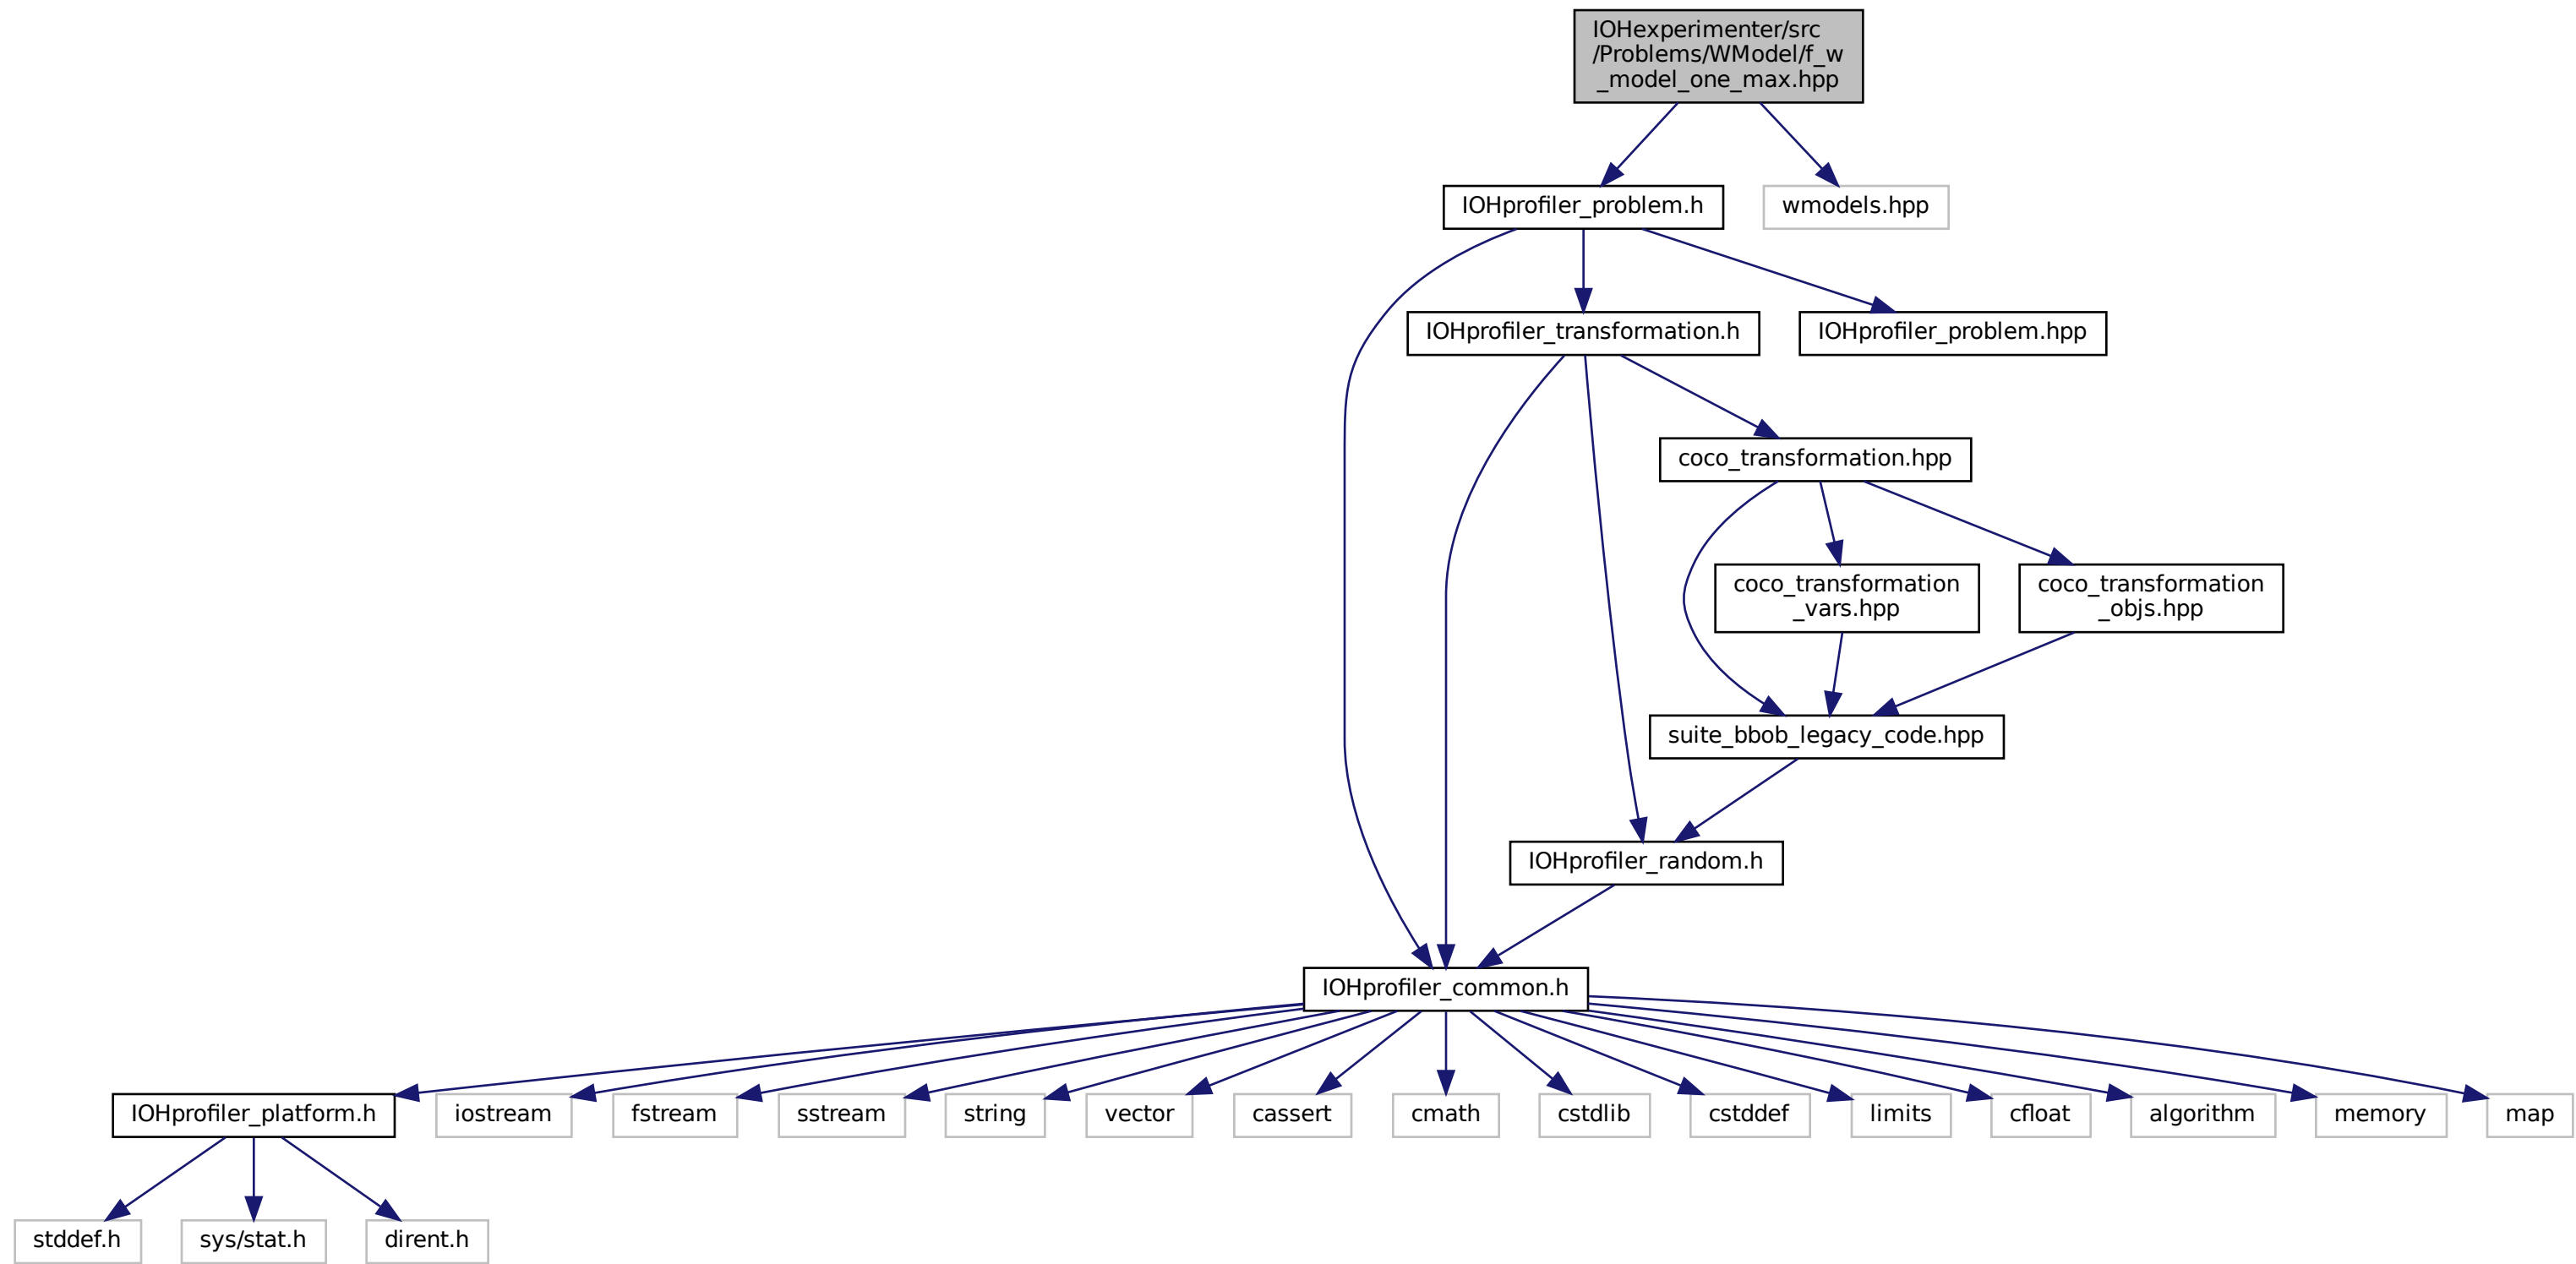 IOHexperimenter/src
/Problems/WModel/f_w
_model_one_max.hpp
IOHprofiler_problem.h
wmodels.hpp
IOHprofiler_transformation.h
IOHprofiler_problem.hpp
coco_transformation.hpp
coco_transformation
_vars.hpp
coco_transformation
_objs.hpp
suite_bbob_legacy_code.hpp
IOHprofiler_random.h
IOHprofiler_common.h
IOHprofiler_platform.h
iostream
fstream
sstream
string
vector
cassert
cmath
cstdlib
cstddef
limits
cfloat
algorithm
memory
map
stddef.h
sys/stat.h
dirent.h